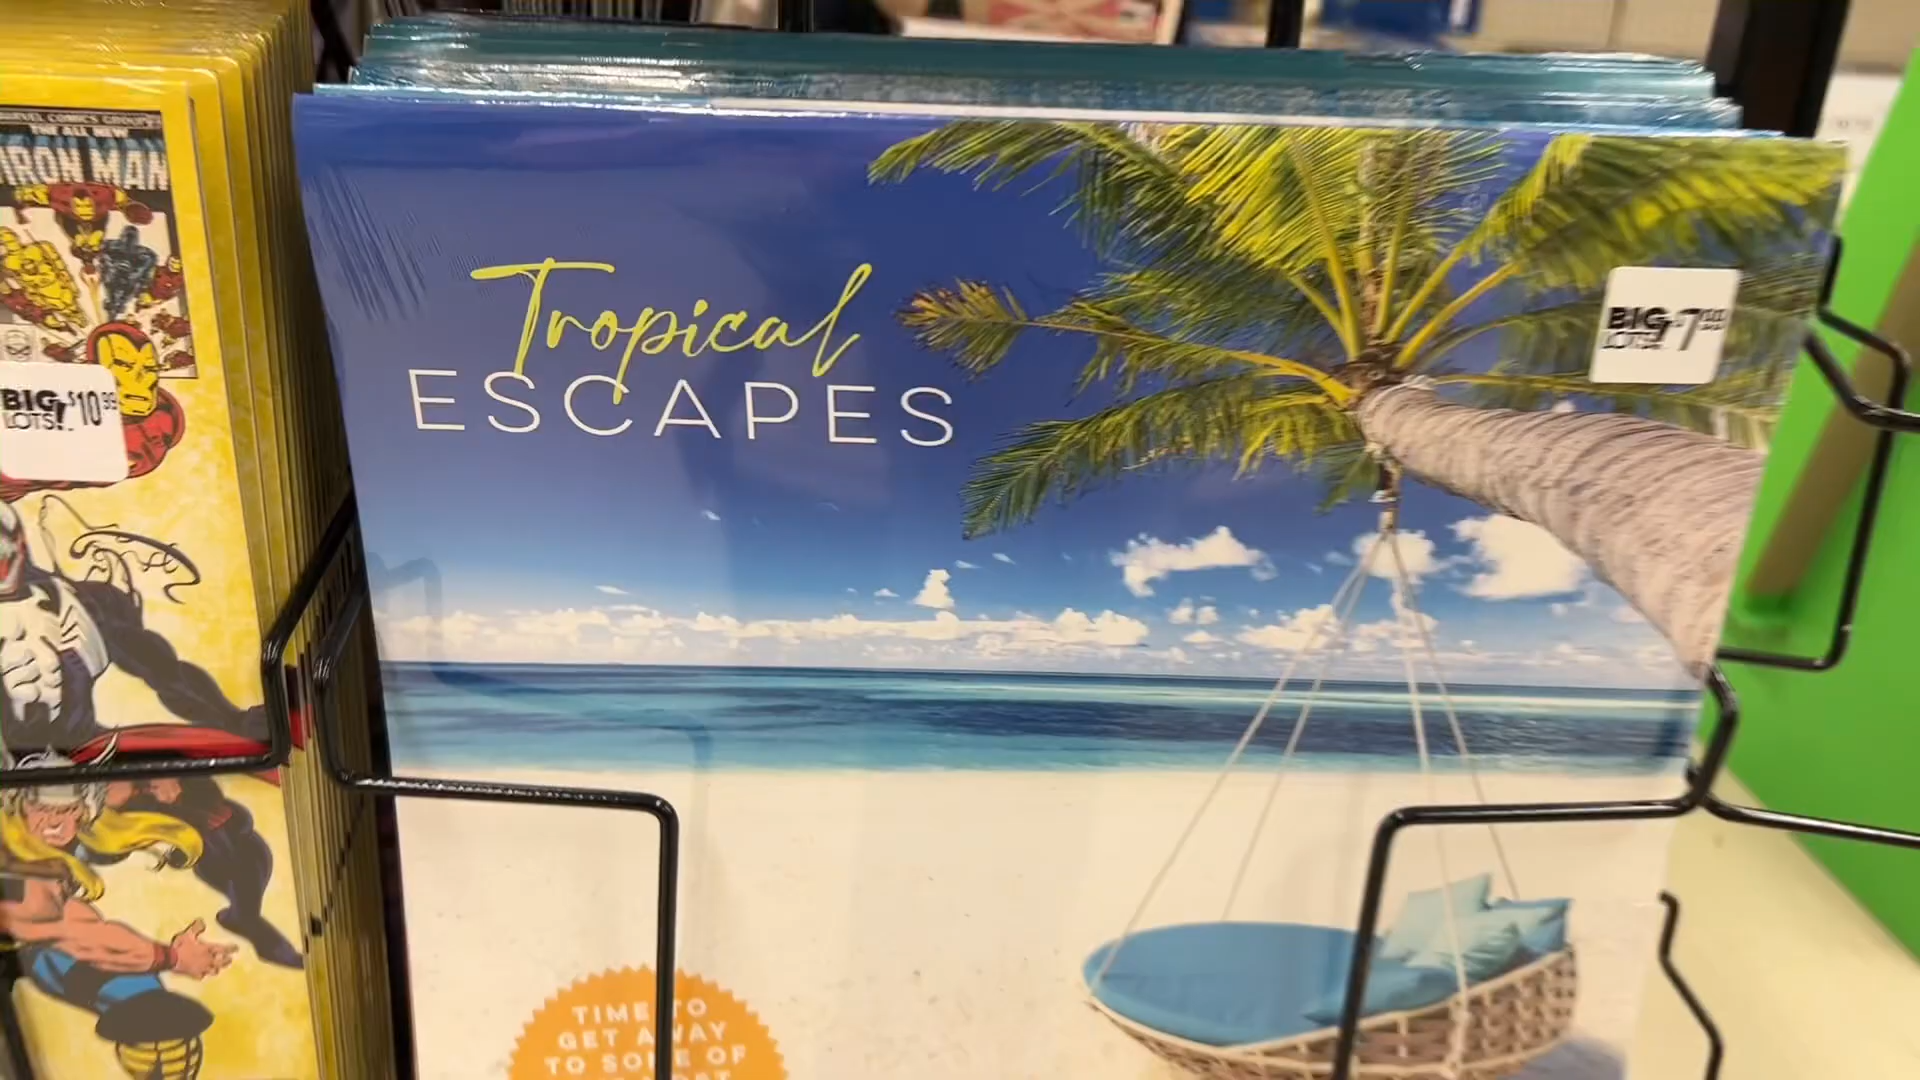 MARVEL COMICS GROUP
THE ALL NEW
IRON MAN
BIG
LOTS!
$10.99
Tropical
ESCAPES
BIG
LOTS!
TIME TO
GET AWAY
TO SOME OF